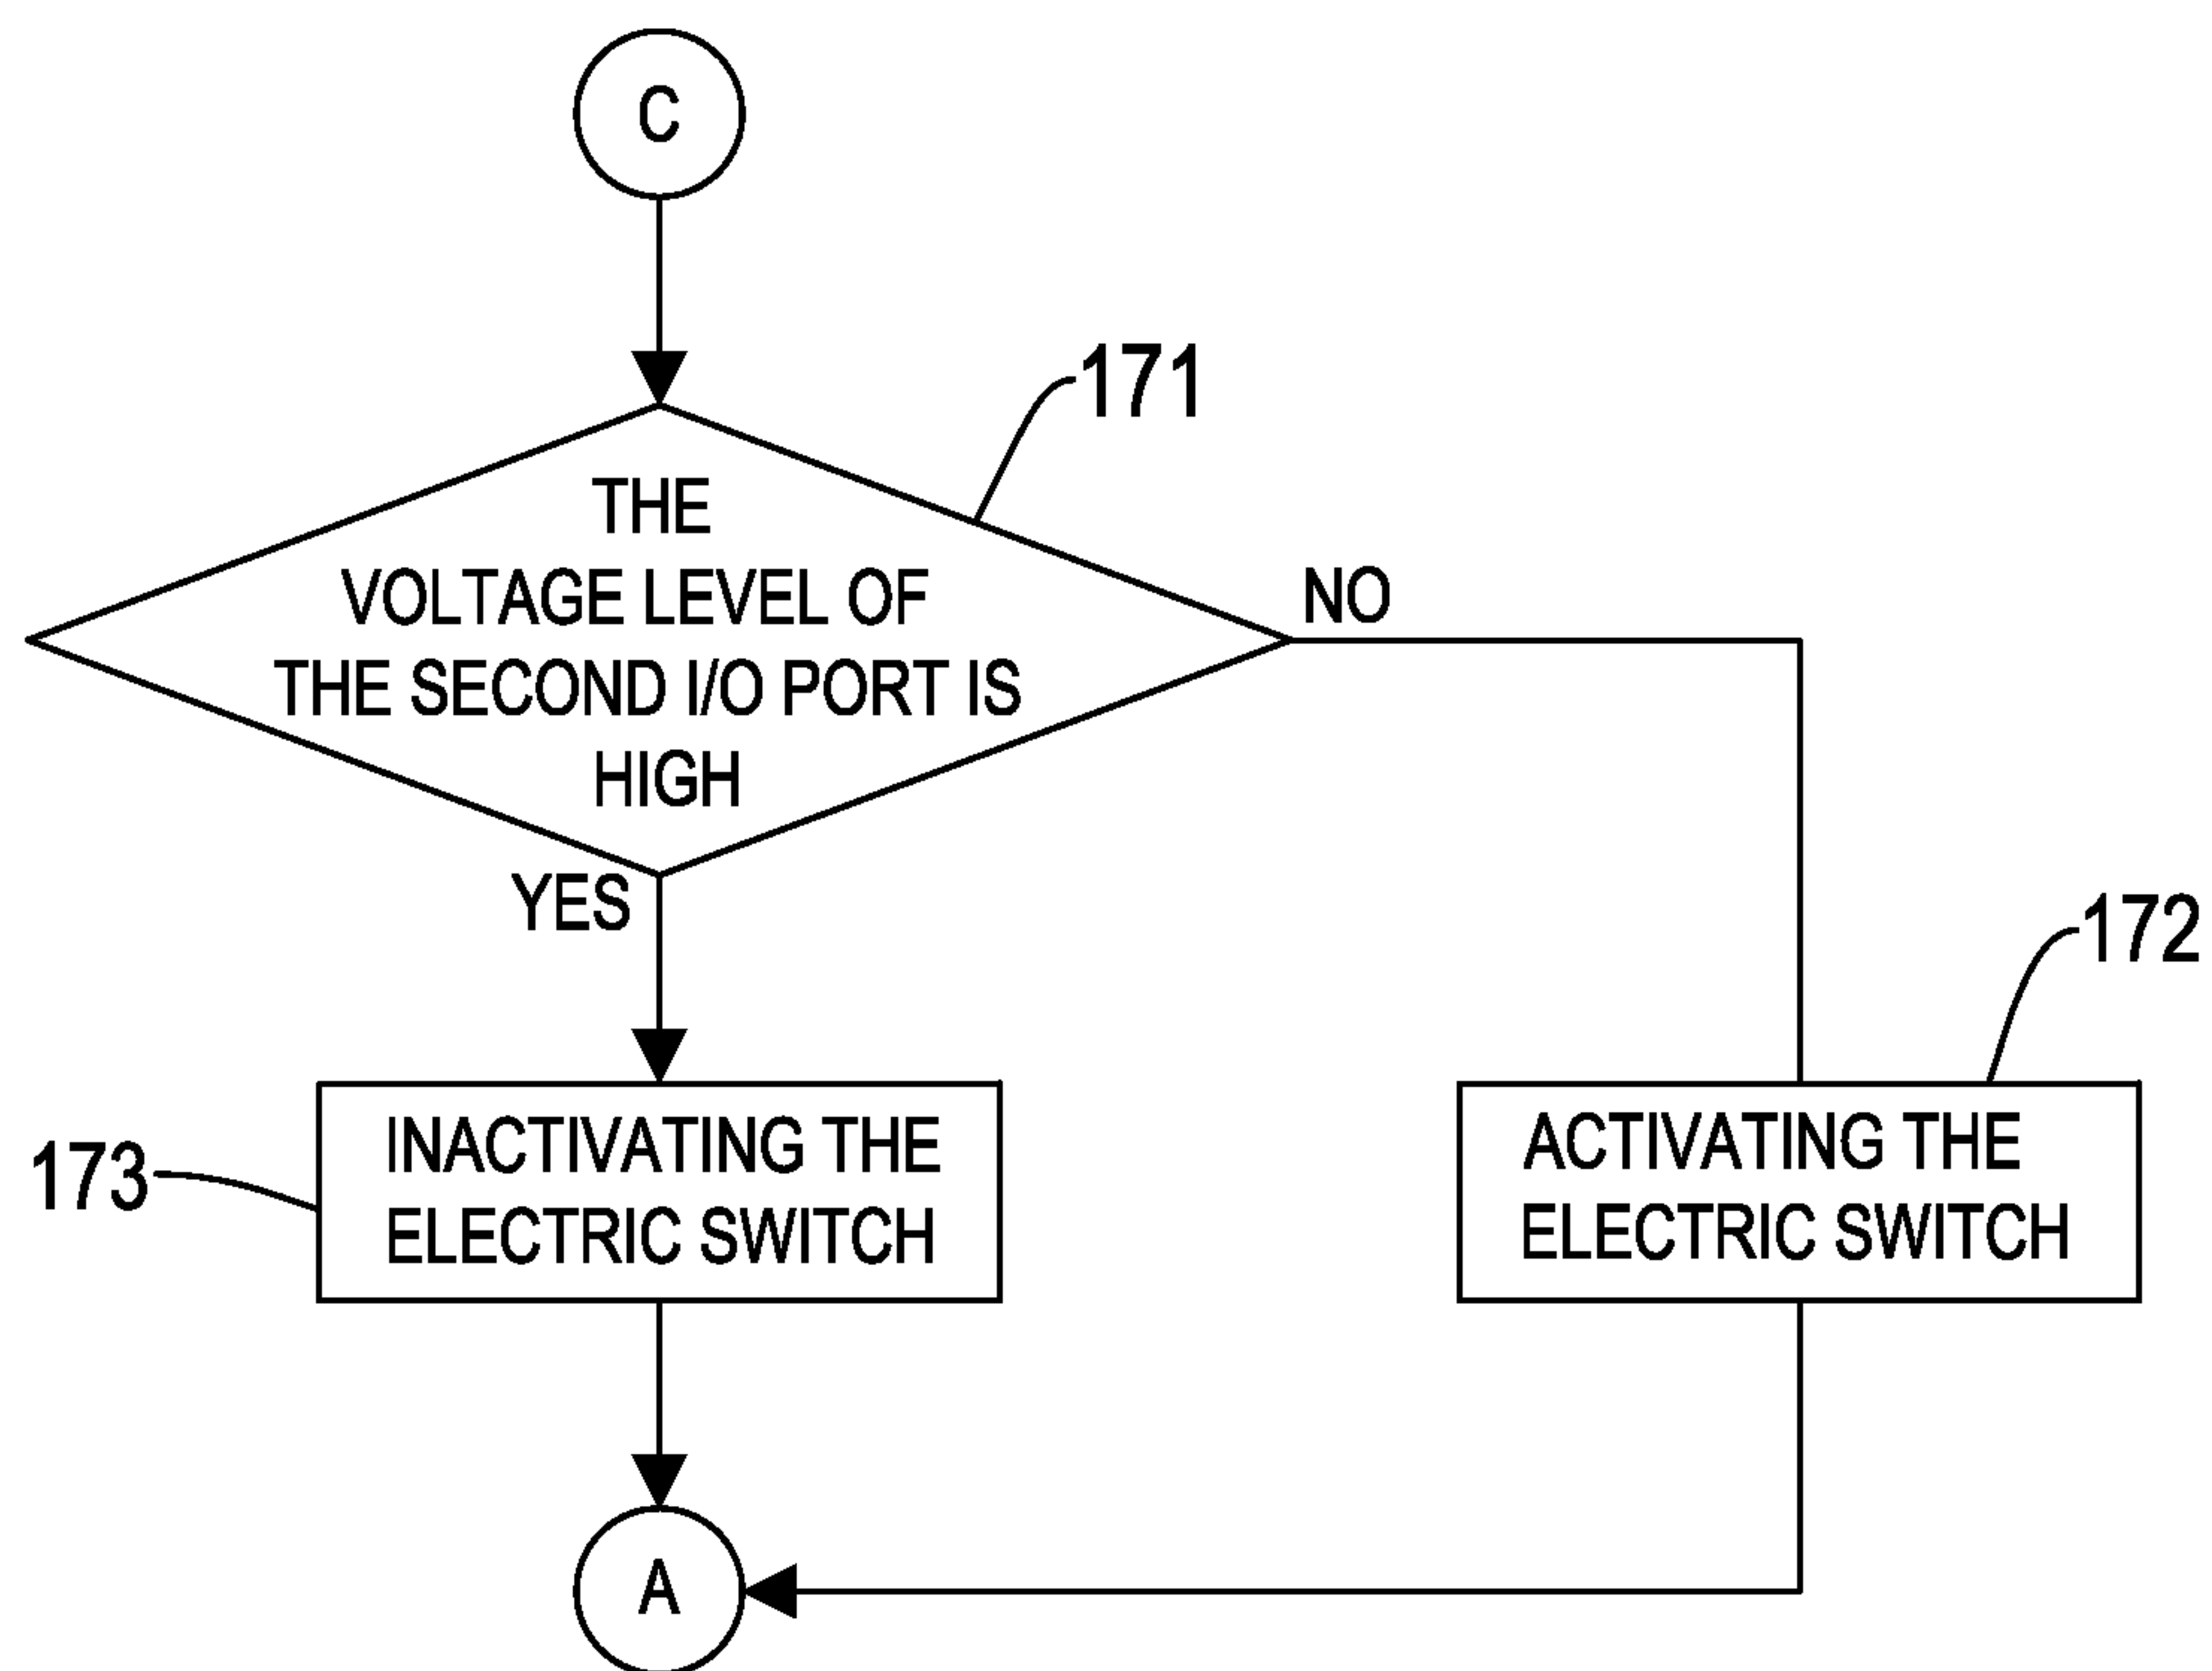 C
171
THE
VOLTAGE LEVEL OF
THE SECOND I/O PORT IS
HIGH
NO
YES
172
173
INACTIVATING THE
ELECTRIC SWITCH
ACTIVATING THE
ELECTRIC SWITCH
A